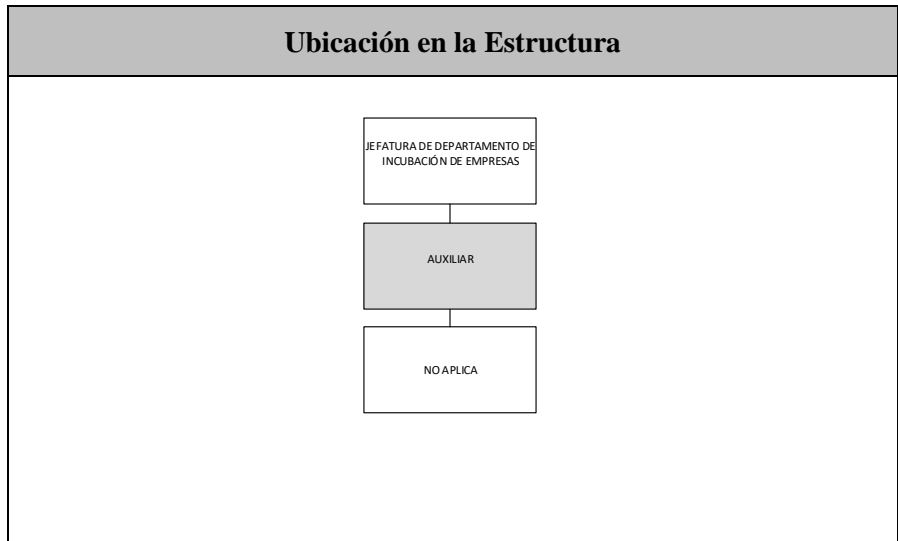 Ubicación en la Estructura
JEFATURA DE DEPARTAMENTO DE
INCUBACIÓN DE EMPRESAS
AUXILIAR
NO APLICA